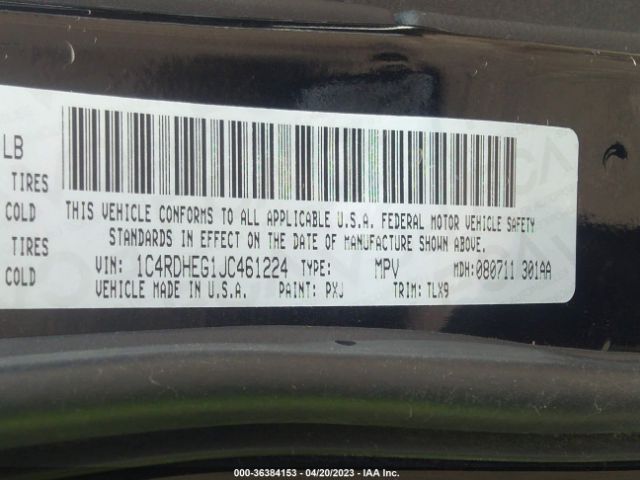 LB
TIRES
COLD
TIRES
COLD
THIS VEHICLE CONFORMS TO ALL APPLICABLE U.S.A. FEDERAL MOTOR VEHICLE SAFETY
STANDARDS IN EFFECT ON THE DATE OF MANUFACTURE SHOWN ABOVE.
VIN: 1C4RDHEG1JC461224 TYPE: MPV MDH:080711 301AA
VEHICLE MADE IN U.S.A. PAINT: PXJ TRIM: TLX9
000-36384153 - 04/20/2023 - IAA Inc.